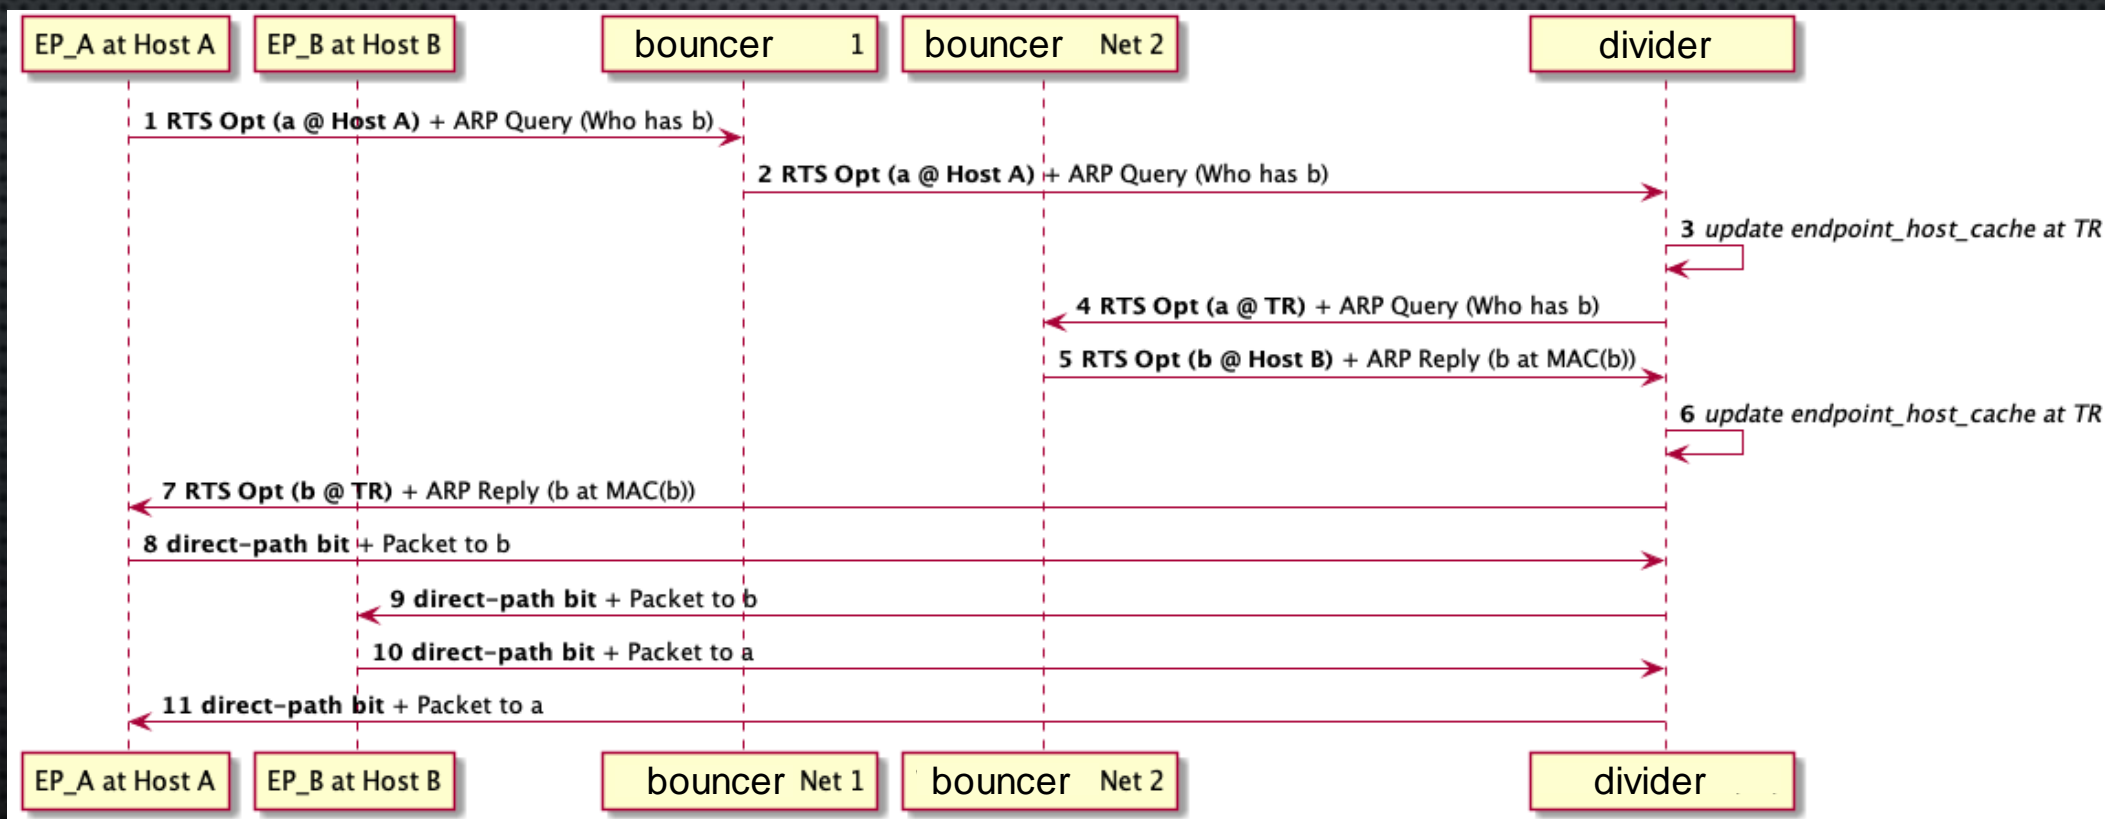 EP_A at Host A
EP_B at Host B
bouncer 1
bouncer Net 2
divider
1 RTS Opt (a @ Host A) + ARP Query (Who has b)
2 RTS Opt (a @ Host A) + ARP Query (Who has b)
3 update endpoint_host_cache at TR
4 RTS Opt (a @ TR) + ARP Query (Who has b)
5 RTS Opt (b @ Host B) + ARP Reply (b at MAC(b))
6 update endpoint_host_cache at TR
7 RTS Opt (b @ TR) + ARP Reply (b at MAC(b))
8 direct-path bit + Packet to b
9 direct-path bit + Packet to b
10 direct-path bit + Packet to a
11 direct-path bit + Packet to a
EP_A at Host A
EP_B at Host B
bouncer Net 1
bouncer Net 2
divider